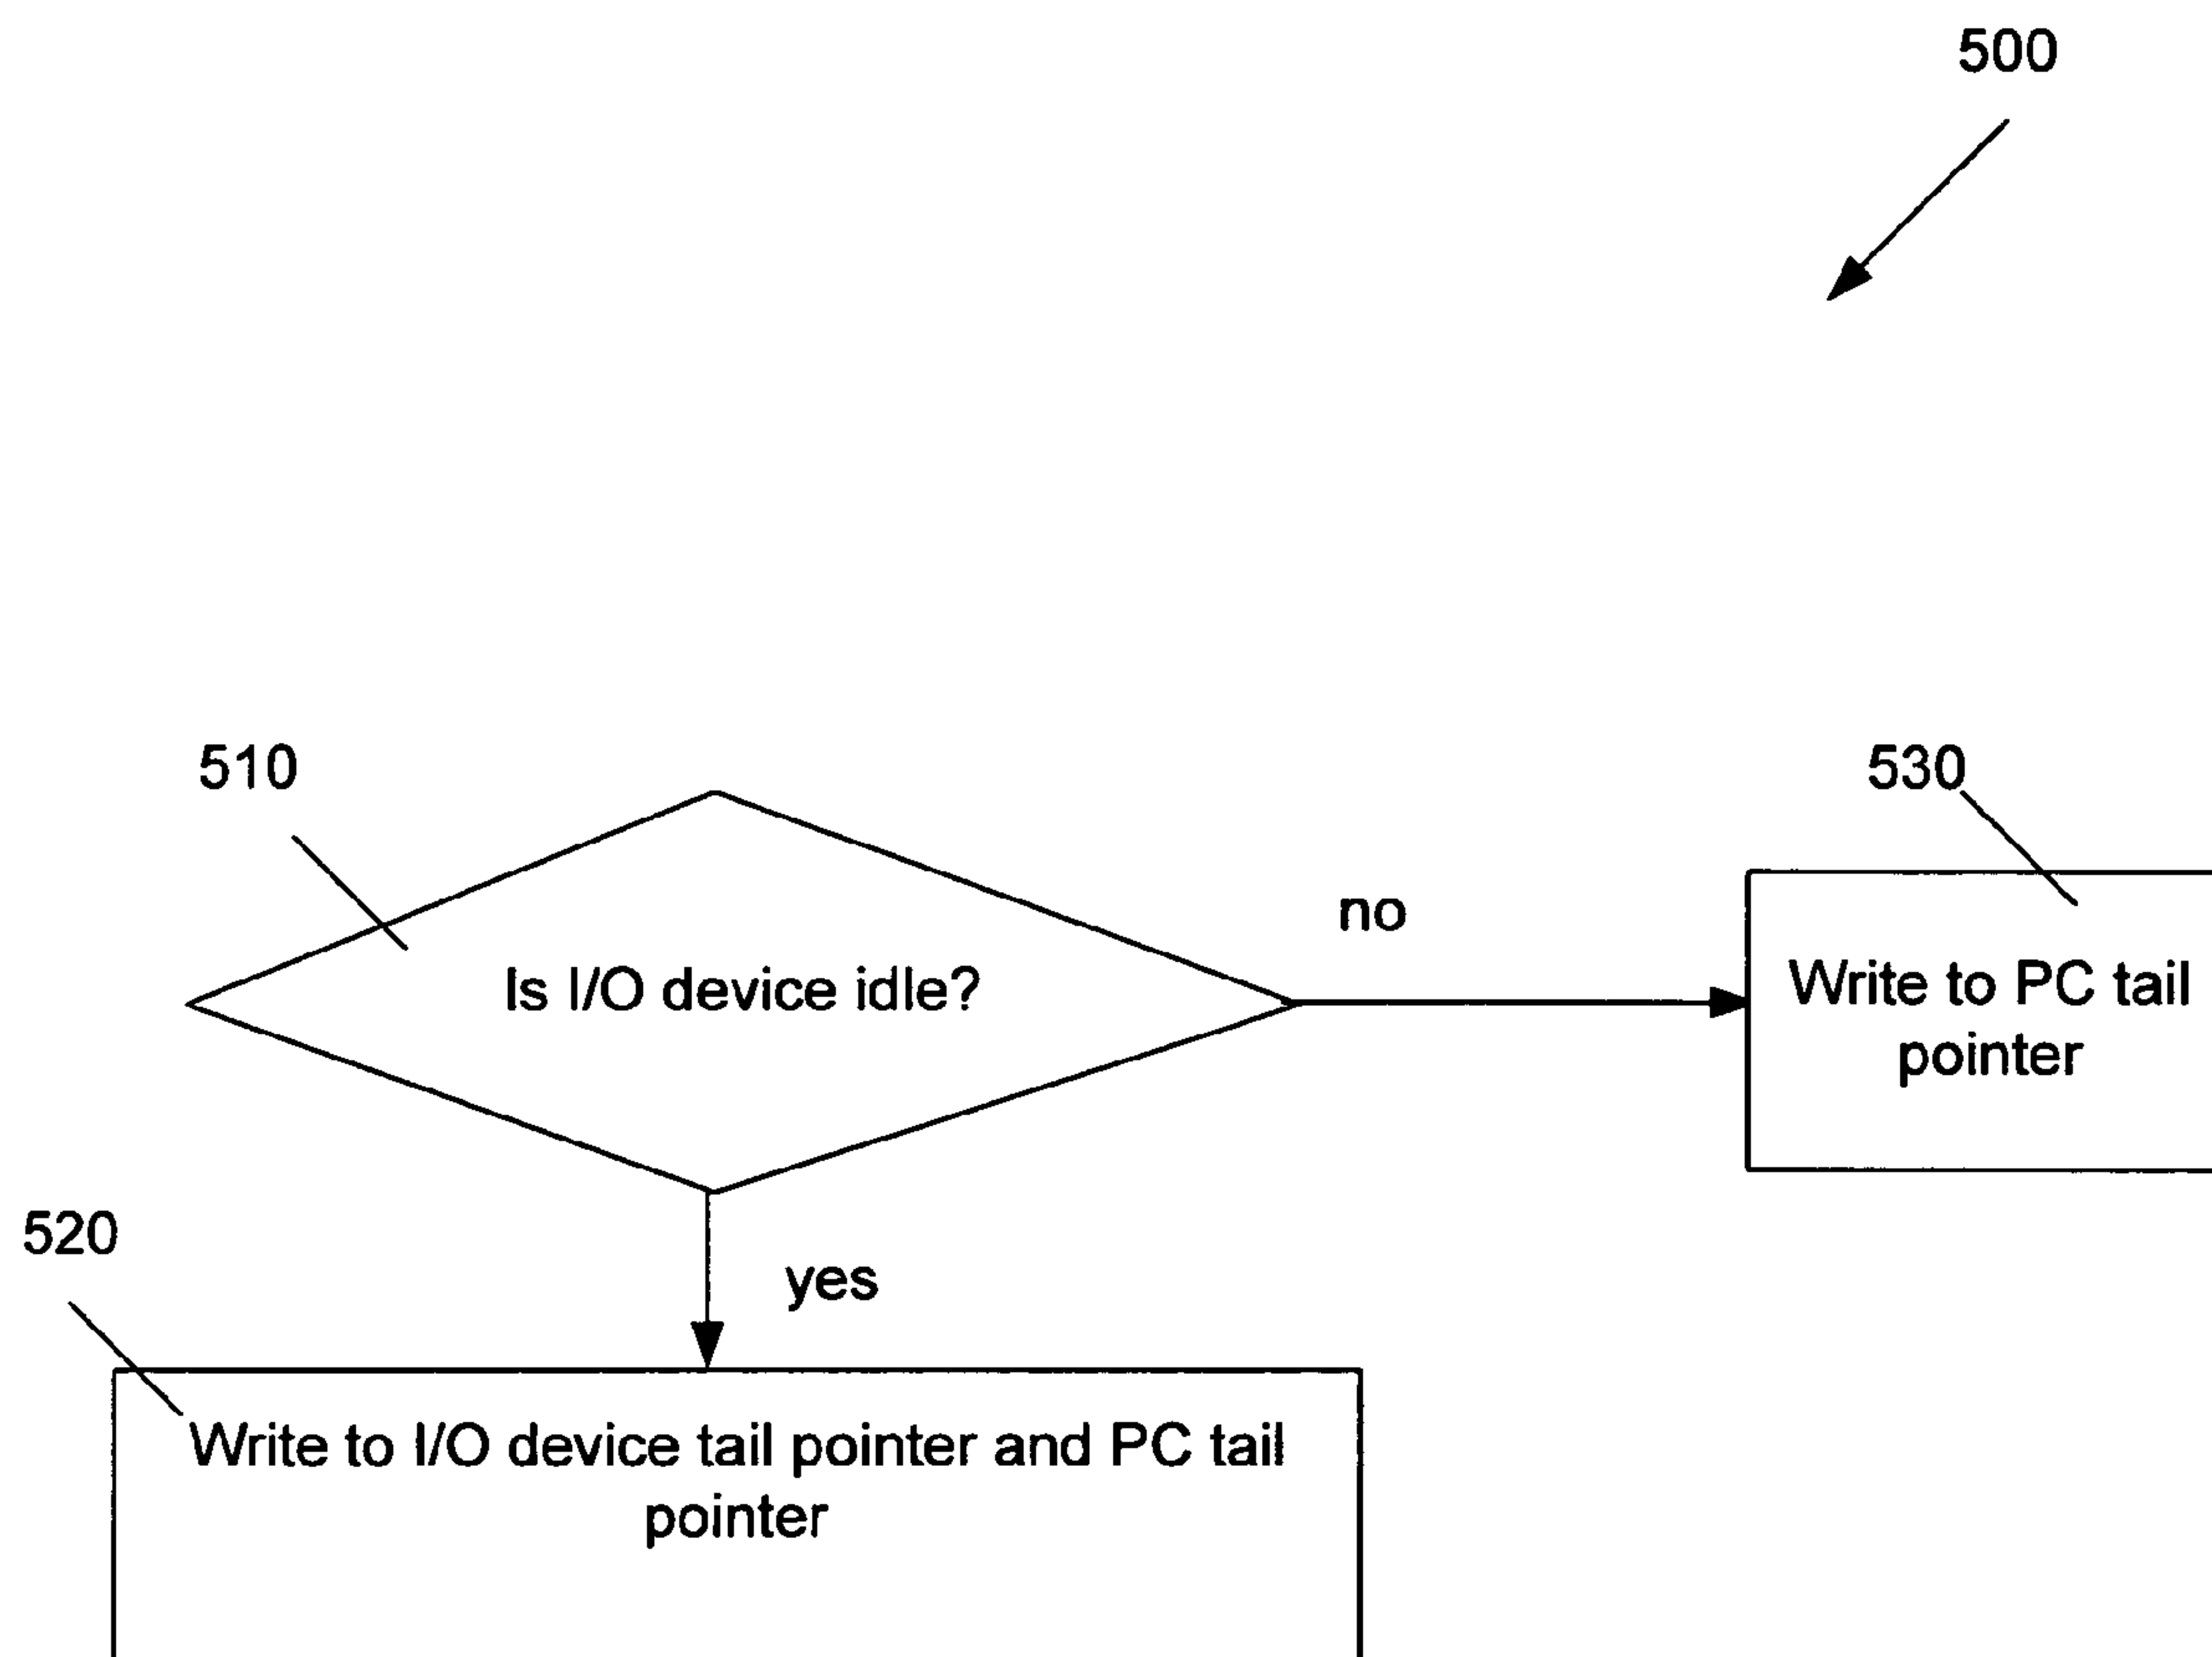 500
510
530
no
Is I/O device idle?
Write to PC tail
pointer
520
yes
Write to I/O device tail pointer and PC tail
pointer